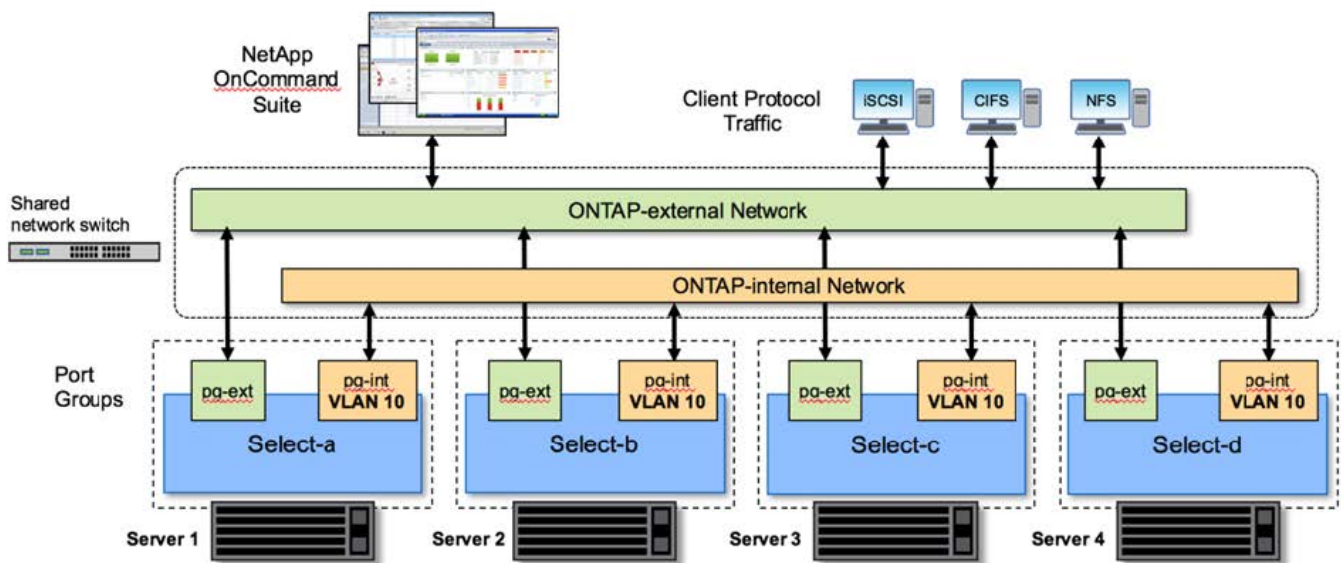 NetApp
OnCommand
Suite
Client Protocol
Traffic
iSCSI
CIFS
NFS
Shared
network switch
ONTAP-external Network
ONTAP-internal Network
Port
Groups
pg-ext
pg-int
VLAN 10
Select-a
pg-ext
pg-int
VLAN 10
Select-b
pg-ext
pg-int
VLAN 10
Select-c
pg-ext
pg-int
VLAN 10
Select-d
Server 1
Server 2
Server 3
Server 4